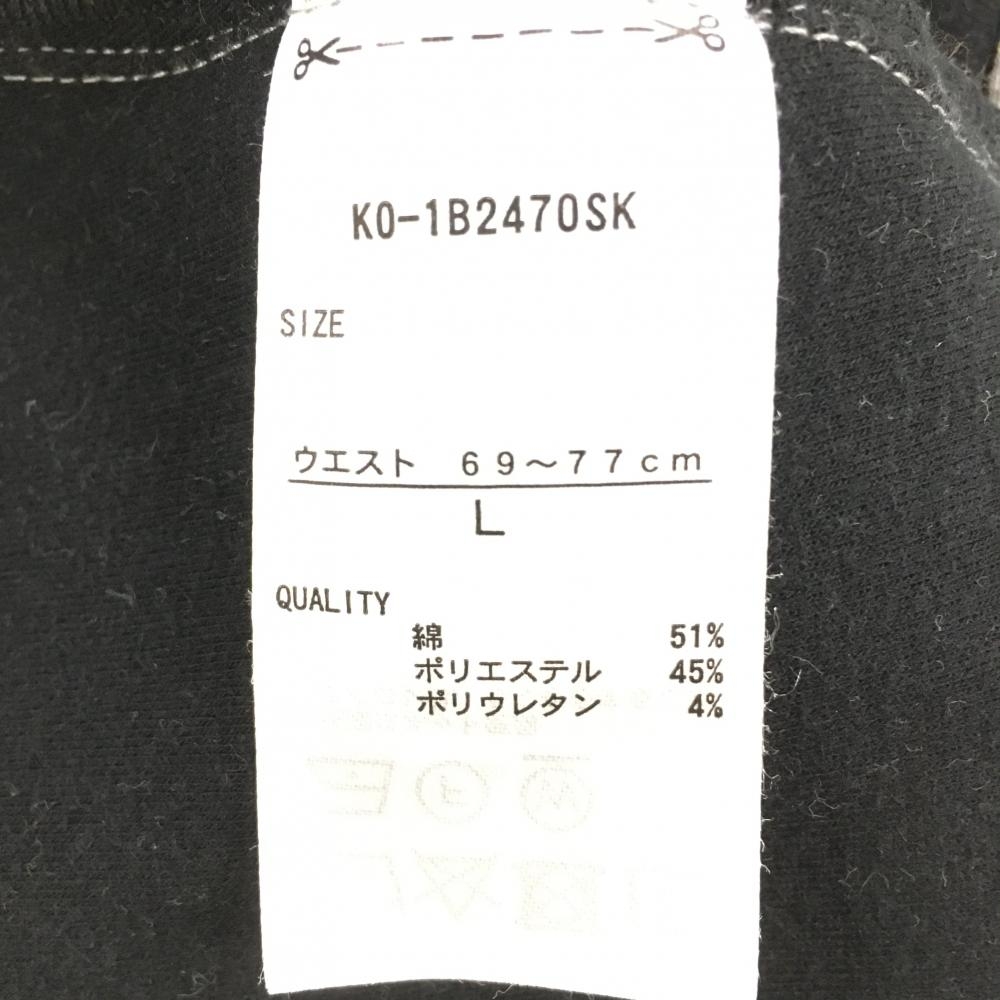 KO-1B2470SK
SIZE
ウエスト 69～77cm
L
QUALITY
綿 51%
ポリエステル 45%
ポリウレタン 4%